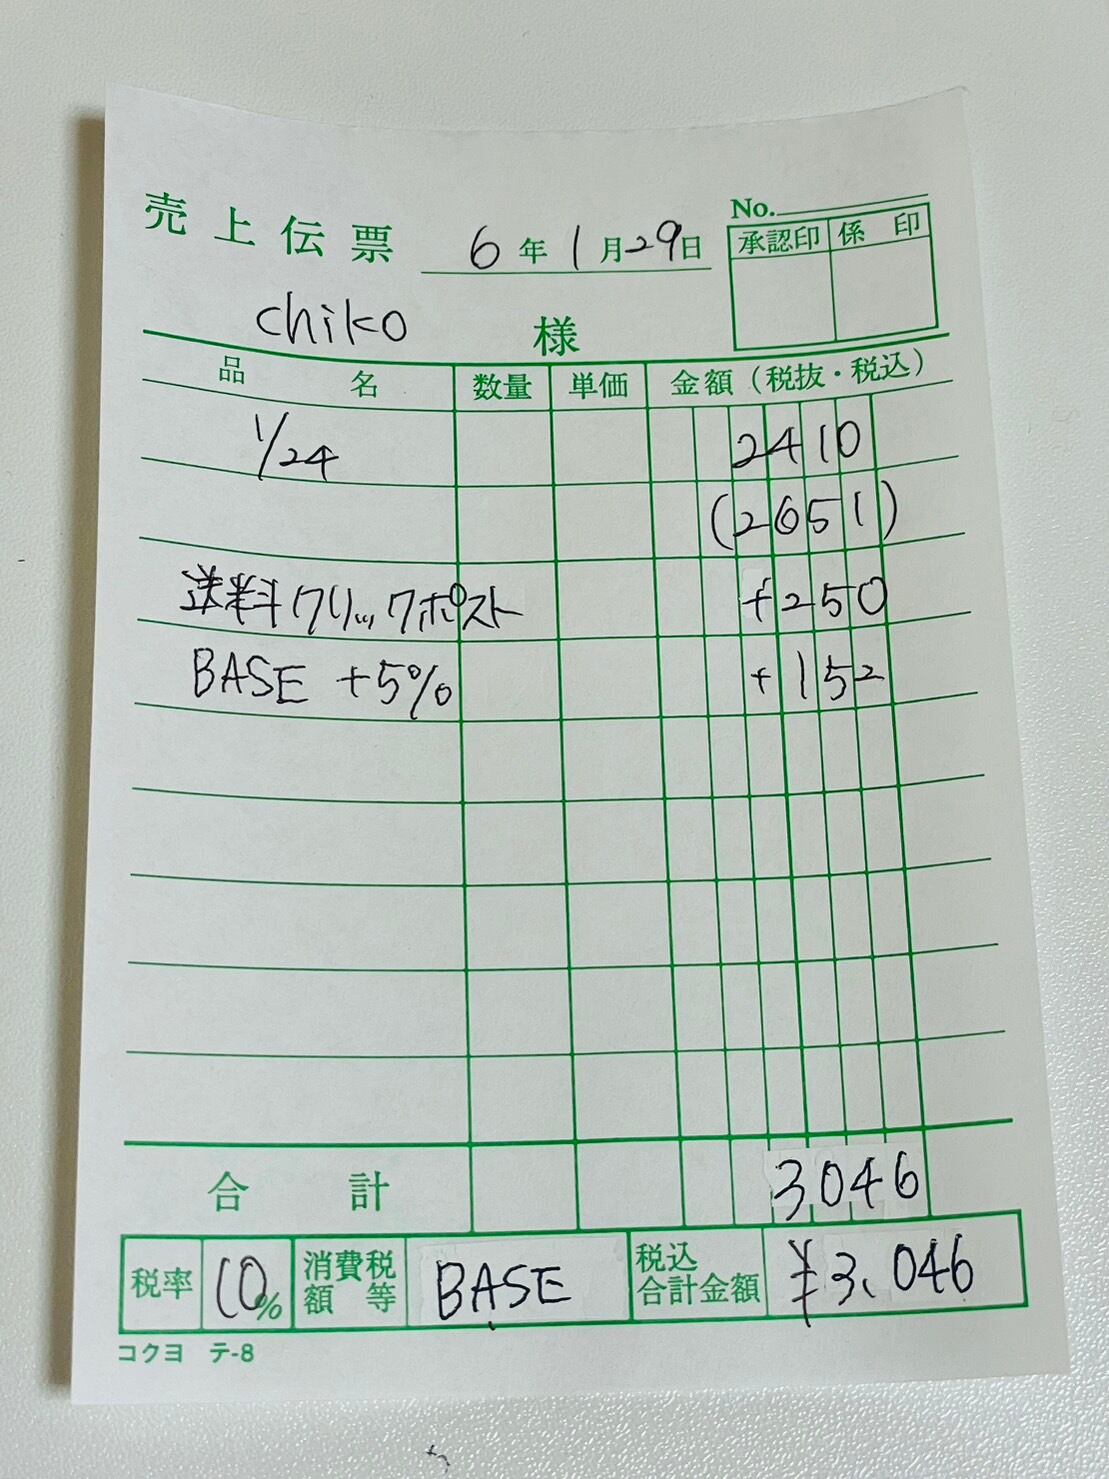 No.
売上伝票 6年1月29日
承認印 係印
chiko 様
品名 数量 単価 金額（税抜・税込）
1/24 2410
(2651)
送料クリックポスト +250
BASE +5% +152
合計 3,046
税率 10% 消費税額等 BASE 税込合計金額 ¥3,046
コクヨ テ-8